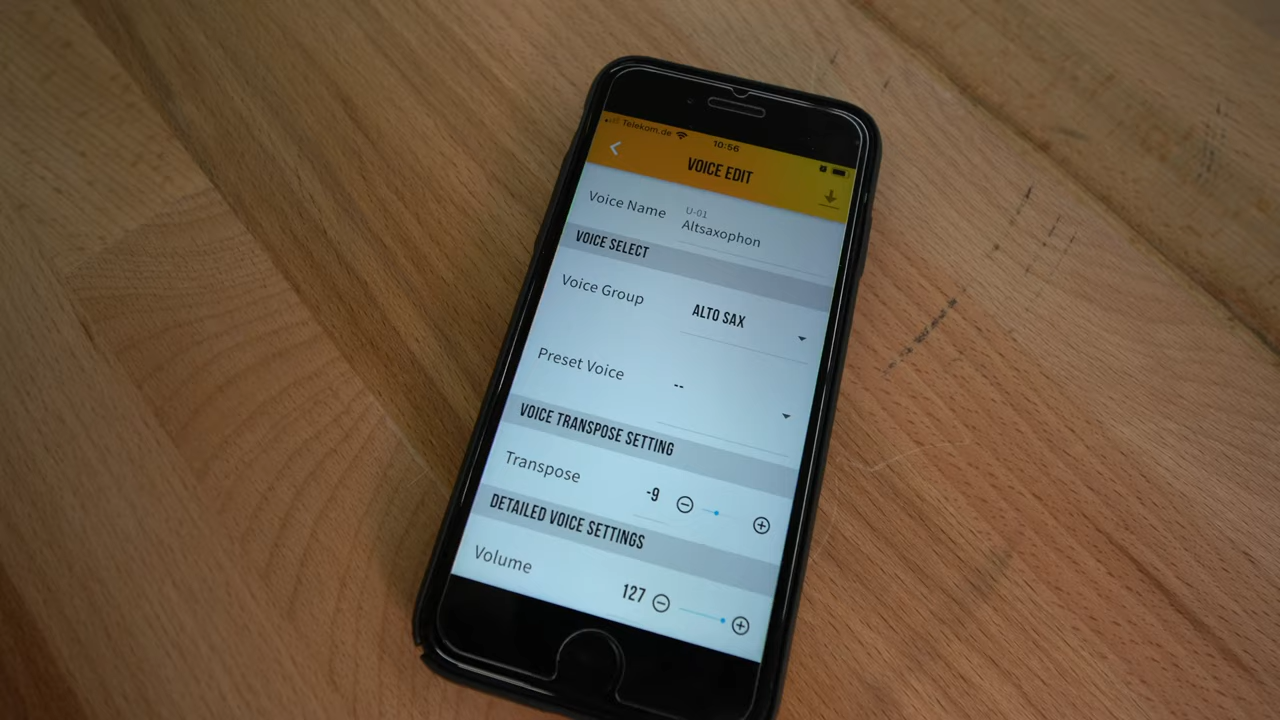 Telekom.de
10:56
VOICE EDIT
Voice Name
U-01
Altsaxophon
VOICE SELECT
Voice Group
ALTO SAX
Preset Voice
--
VOICE TRANSPOSE SETTING
Transpose
-9
DETAILED VOICE SETTINGS
Volume
127